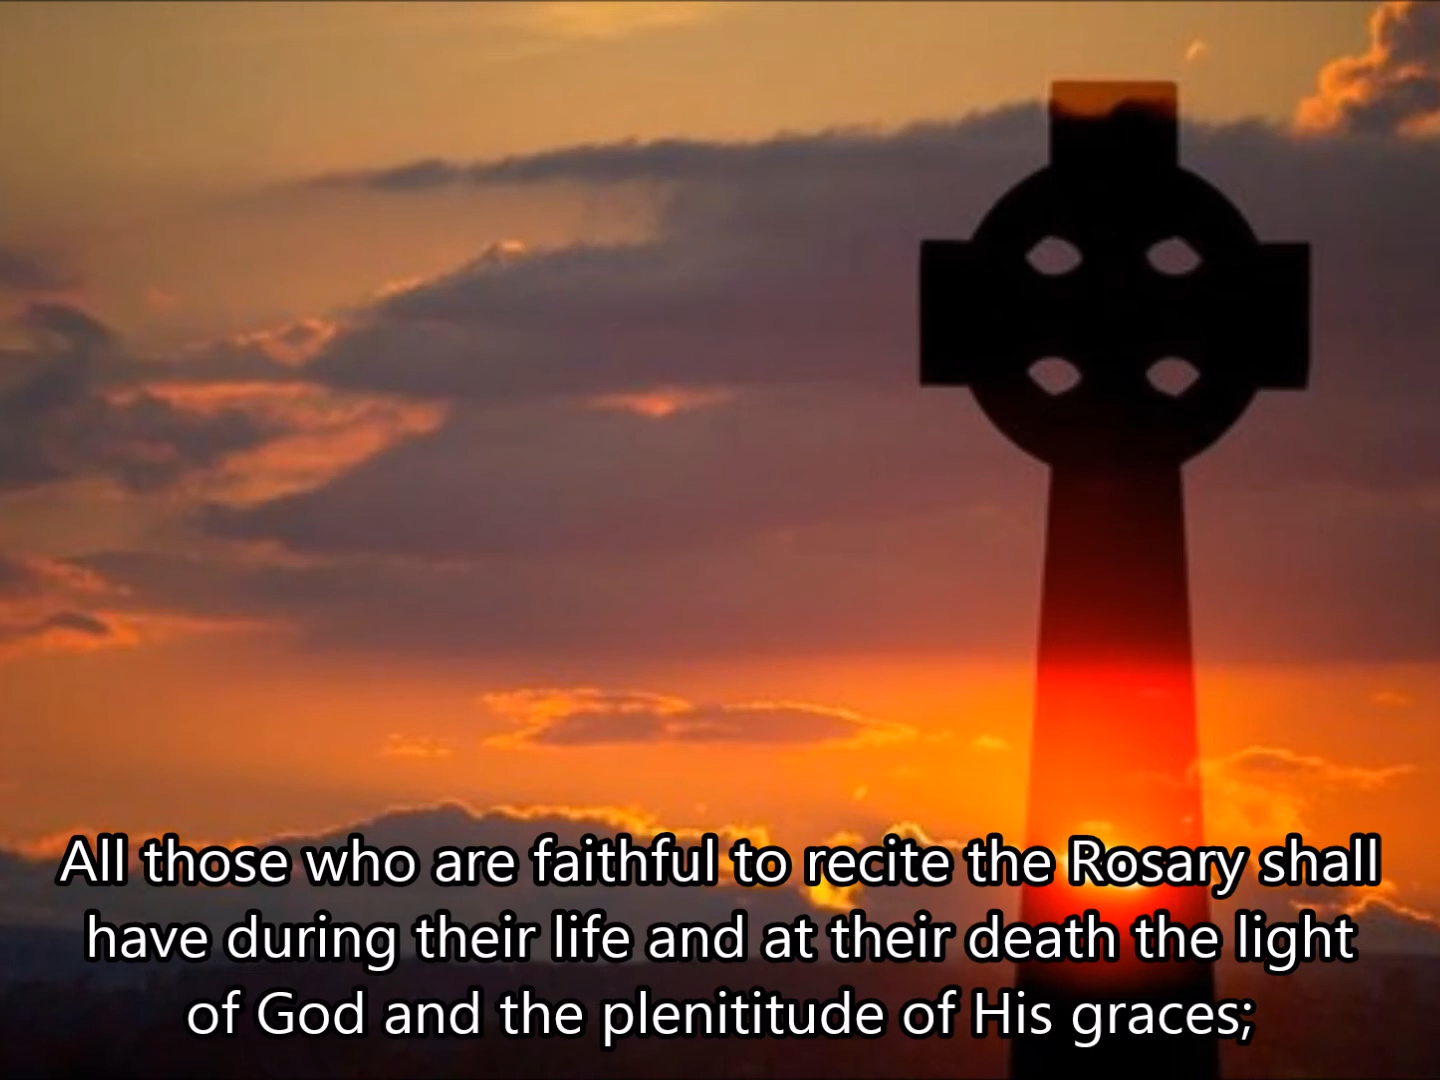 All those who are faithful to recite the Rosary shall
have during their life and at their death the light
of God and the plenititude of His graces;